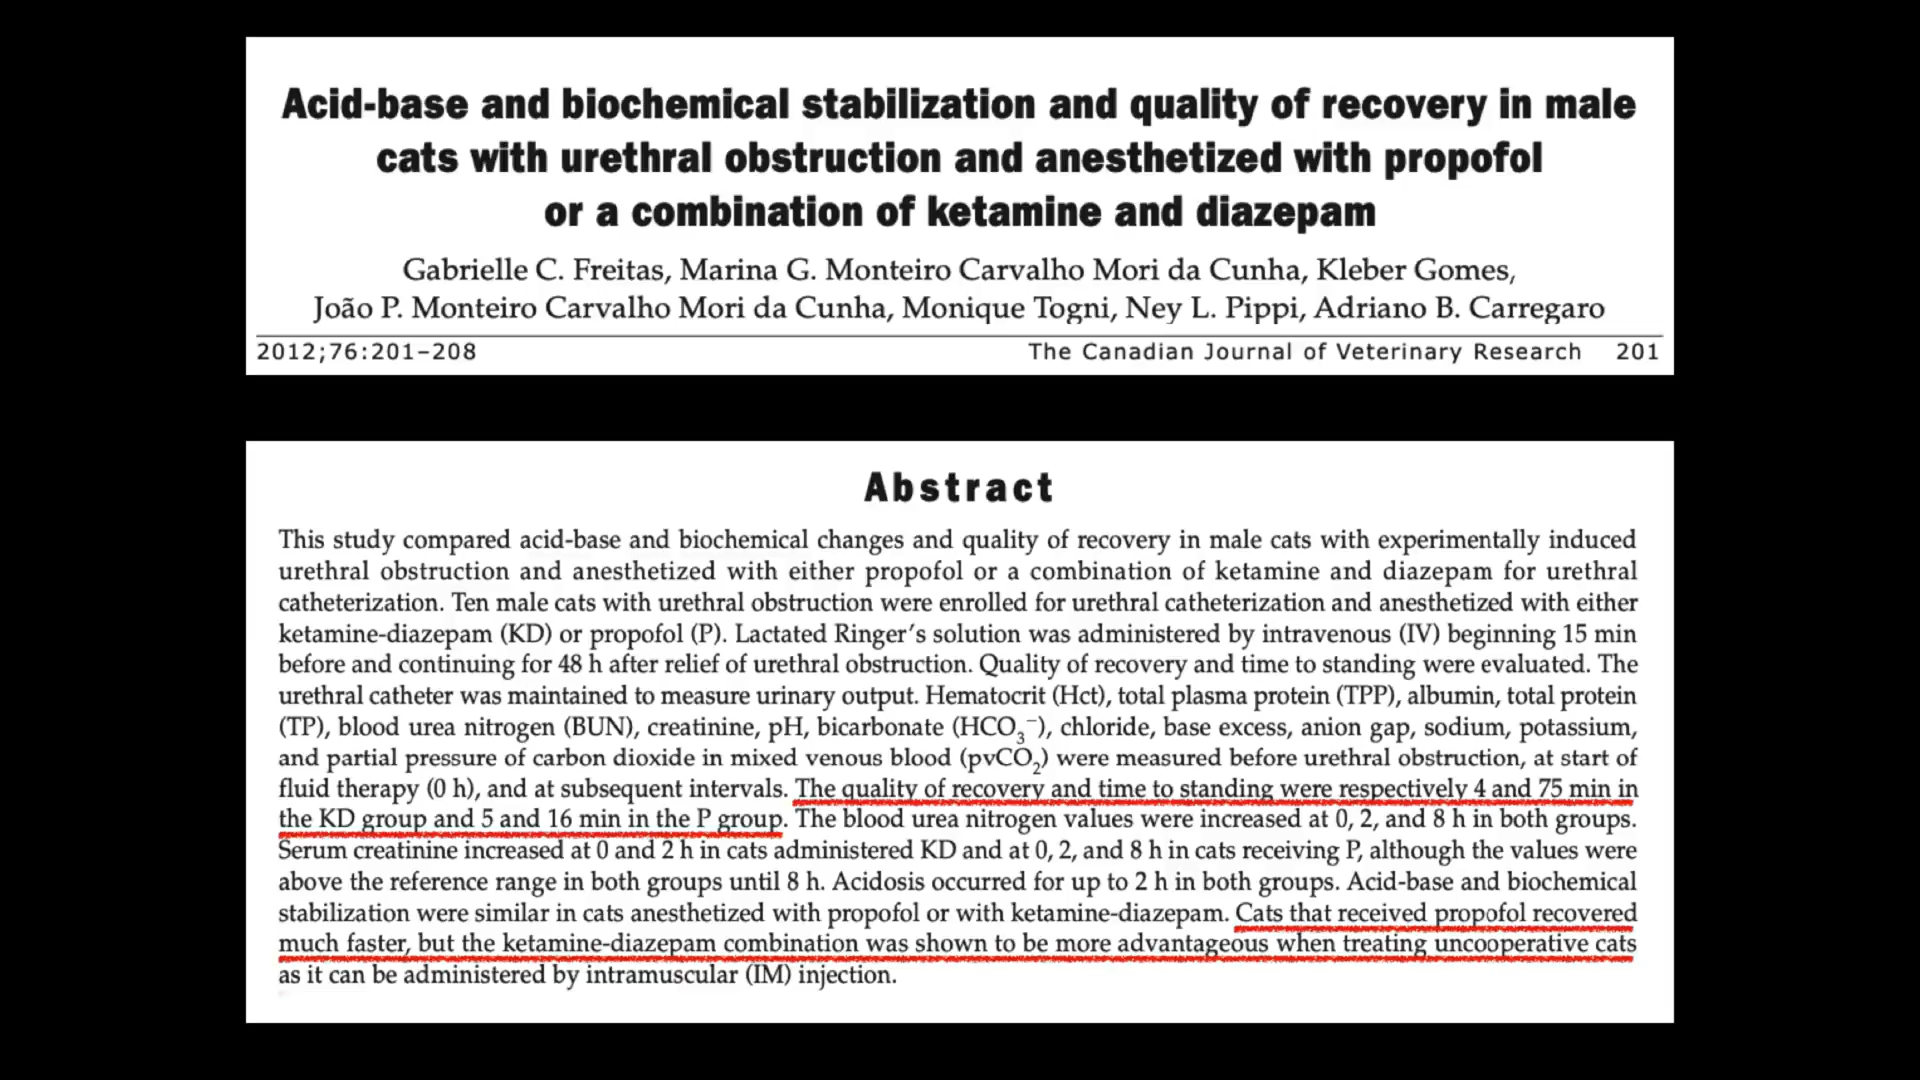 Acid-base and biochemical stabilization and quality of recovery in male
cats with urethral obstruction and anesthetized with propofol
or a combination of ketamine and diazepam
Gabrielle C. Freitas, Marina G. Monteiro Carvalho Mori da Cunha, Kleber Gomes,
João P. Monteiro Carvalho Mori da Cunha, Monique Togni, Ney L. Pippi, Adriano B. Carregaro
2012;76:201–208 The Canadian Journal of Veterinary Research 201
Abstract
This study compared acid-base and biochemical changes and quality of recovery in male cats with experimentally induced
urethral obstruction and anesthetized with either propofol or a combination of ketamine and diazepam for urethral
catheterization. Ten male cats with urethral obstruction were enrolled for urethral catheterization and anesthetized with either
ketamine-diazepam (KD) or propofol (P). Lactated Ringer's solution was administered by intravenous (IV) beginning 15 min
before and continuing for 48 h after relief of urethral obstruction. Quality of recovery and time to standing were evaluated. The
urethral catheter was maintained to measure urinary output. Hematocrit (Hct), total plasma protein (TPP), albumin, total protein
(TP), blood urea nitrogen (BUN), creatinine, pH, bicarbonate (HCO₃⁻), chloride, base excess, anion gap, sodium, potassium,
and partial pressure of carbon dioxide in mixed venous blood (pvCO₂) were measured before urethral obstruction, at start of
fluid therapy (0 h), and at subsequent intervals. The quality of recovery and time to standing were respectively 4 and 75 min in
the KD group and 5 and 16 min in the P group. The blood urea nitrogen values were increased at 0, 2, and 8 h in both groups.
Serum creatinine increased at 0 and 2 h in cats administered KD and at 0, 2, and 8 h in cats receiving P, although the values were
above the reference range in both groups until 8 h. Acidosis occurred for up to 2 h in both groups. Acid-base and biochemical
stabilization were similar in cats anesthetized with propofol or with ketamine-diazepam. Cats that received propofol recovered
much faster, but the ketamine-diazepam combination was shown to be more advantageous when treating uncooperative cats
as it can be administered by intramuscular (IM) injection.